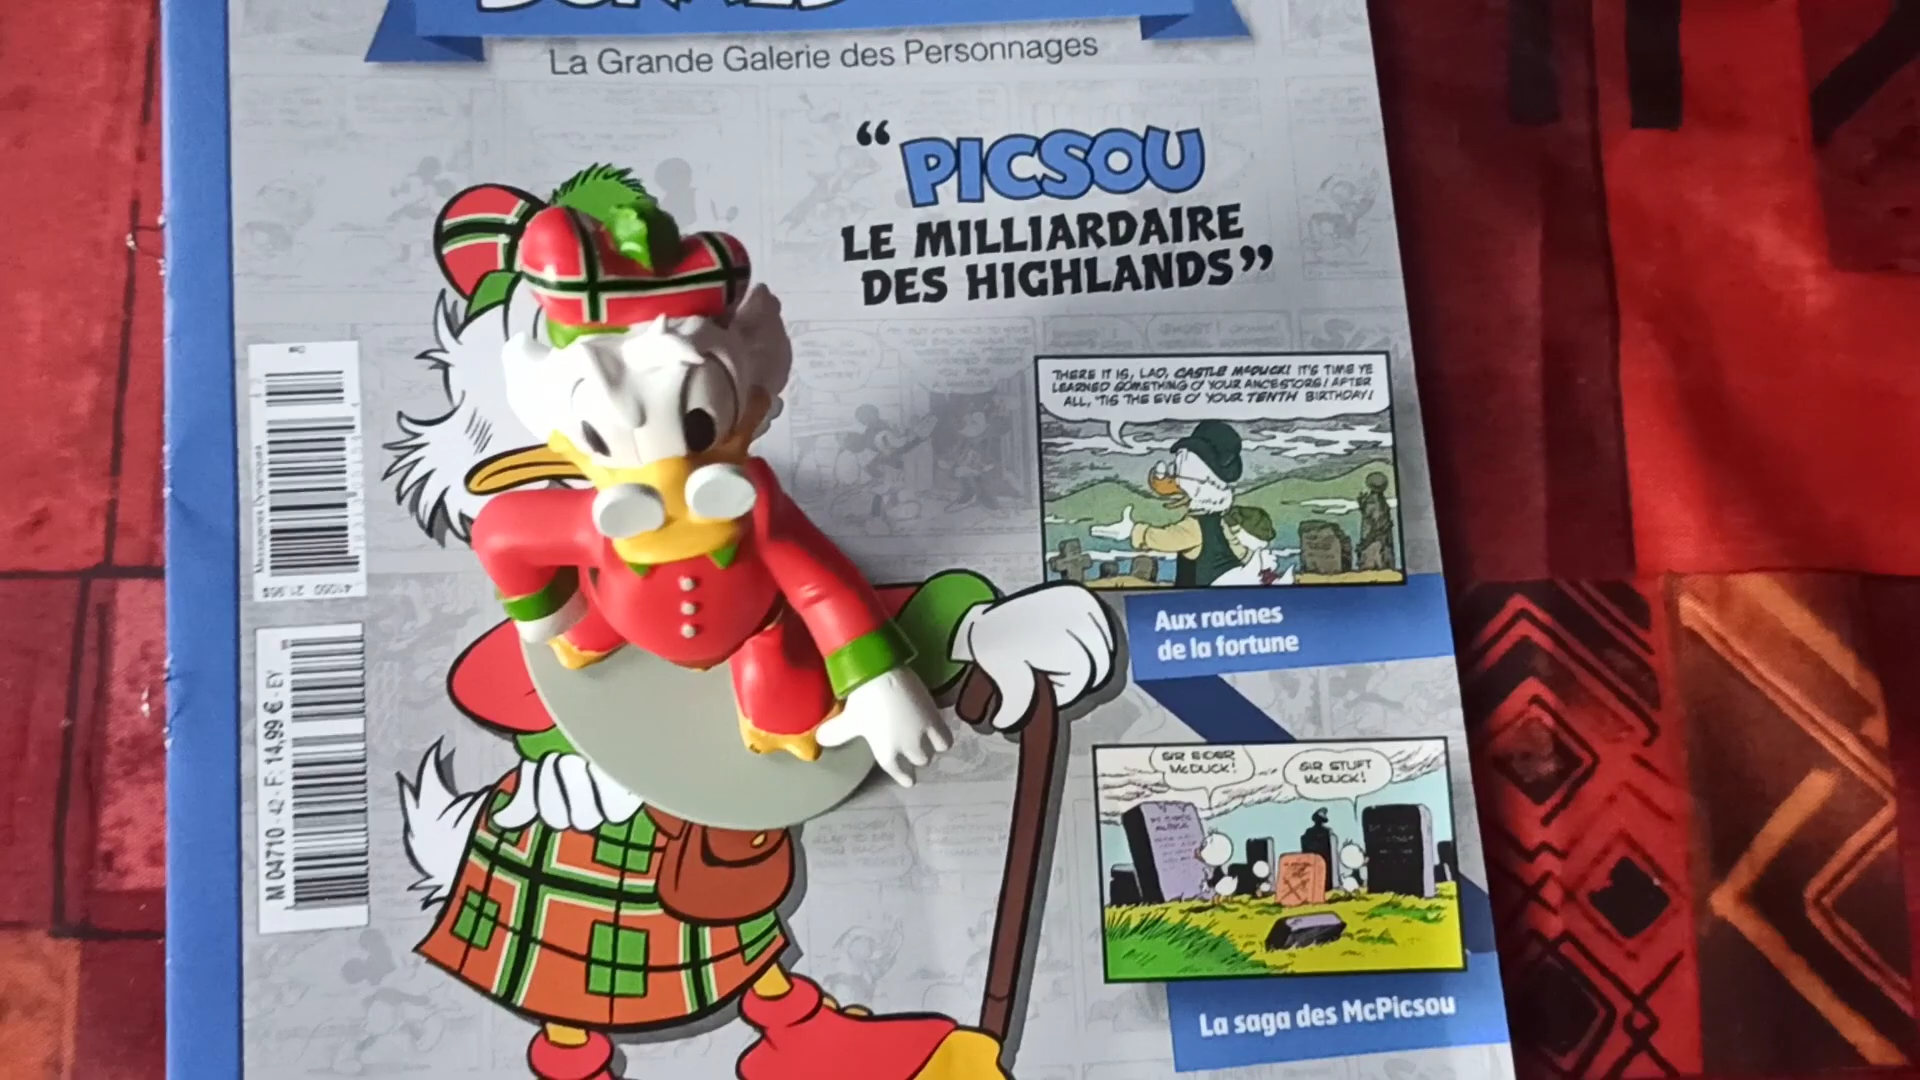 La Grande Galerie des Personnages
“PICSOU
LE MILLIARDAIRE
DES HIGHLANDS”
THERE IT IS, LAD, CASTLE McDUCK! IT'S TIME YE
LEARNED SOMETHING O' YOUR ANCESTORS! AFTER
ALL, 'TIS THE EVE O' YOUR TENTH BIRTHDAY!
Aux racines
de la fortune
SIR EIDER
McDUCK!
SIR STUFT
McDUCK!
La saga des McPicsou
M 04710 - 42 - F: 14,99 € - EY